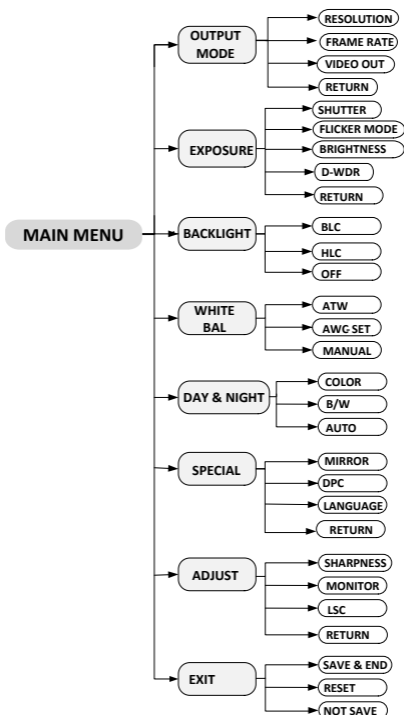 MAIN MENU
OUTPUT
MODE
RESOLUTION
FRAME RATE
VIDEO OUT
RETURN
EXPOSURE
SHUTTER
FLICKER MODE
BRIGHTNESS
D-WDR
RETURN
BACKLIGHT
BLC
HLC
OFF
WHITE
BAL
ATW
AWC SET
MANUAL
DAY & NIGHT
COLOR
B/W
AUTO
SPECIAL
MIRROR
DPC
LANGUAGE
RETURN
ADJUST
SHARPNESS
MONITOR
LSC
RETURN
EXIT
SAVE & END
RESET
NOT SAVE